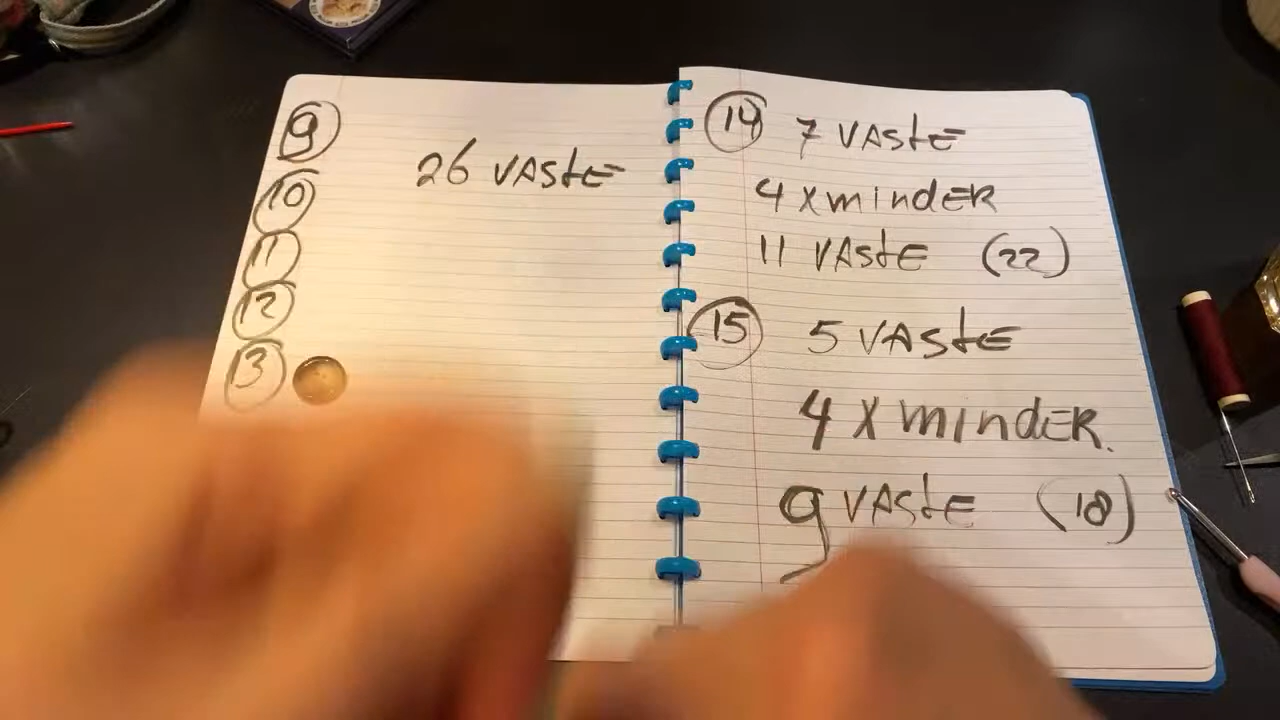 9
26 VASTE
10
11
12
13
14 7 VASTE
4 x minder
11 VASTE (22)
15 5 VASTE
4 x minder.
9 VASTE (18)